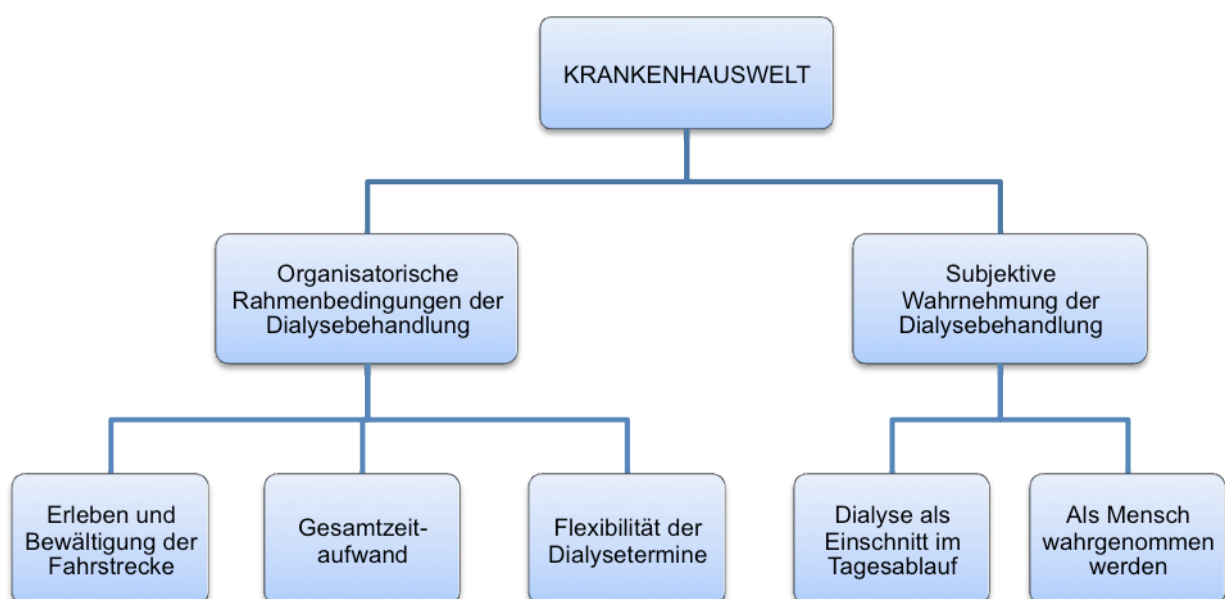 KRANKENHAUSWELT
Organisatorische
Rahmenbedingungen der
Dialysebehandlung
Subjektive
Wahrnehmung der
Dialysebehandlung
Erleben und
Bewältigung der
Fahrstrecke
Gesamtzeit-
aufwand
Flexibilität der
Dialysetermine
Dialyse als
Einschnitt im
Tagesablauf
Als Mensch
wahrgenommen
werden